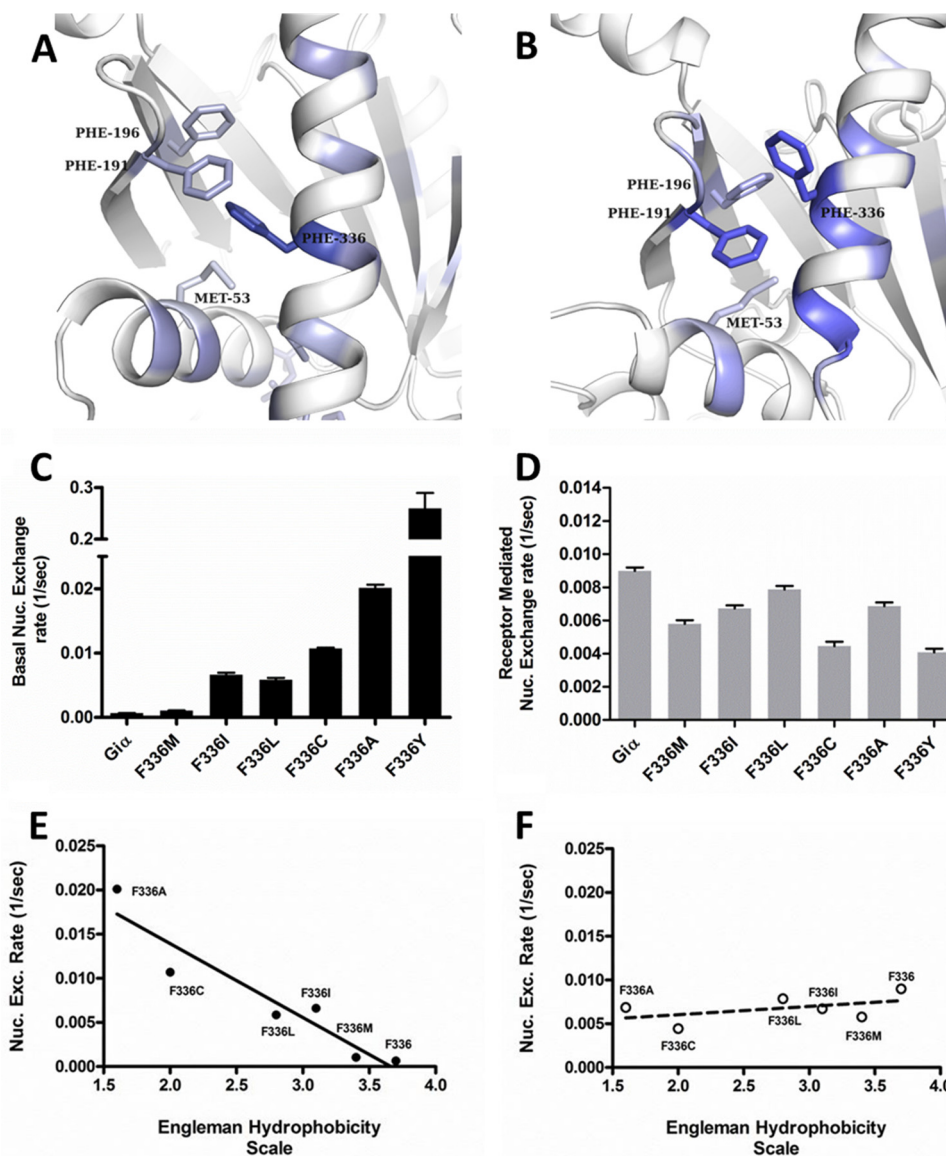 A
PHE-196
PHE-191
PHE-336
MET-53
B
PHE-196
PHE-191
PHE-336
MET-53
C
Basal Nuc. Exchange
rate (1/sec)
0.3
0.2
0.02
0.01
0.00
Giα
F336M
F336I
F336L
F336C
F336A
F336Y
D
Receptor Mediated
Nuc. Exchange rate (1/sec)
0.014
0.012
0.010
0.008
0.006
0.004
0.002
0.000
Giα
F336M
F336I
F336L
F336C
F336A
F336Y
E
Nuc. Exc. Rate (1/sec)
0.025
0.020
0.015
0.010
0.005
0.000
F336A
F336C
F336L
F336I
F336M
F336
1.5 2.0 2.5 3.0 3.5 4.0
Engleman Hydrophobicity
Scale
F
Nuc. Exc. Rate (1/sec)
0.025
0.020
0.015
0.010
0.005
0.000
F336A
F336C
F336L
F336I
F336M
F336
1.5 2.0 2.5 3.0 3.5 4.0
Engleman Hydrophobicity
Scale